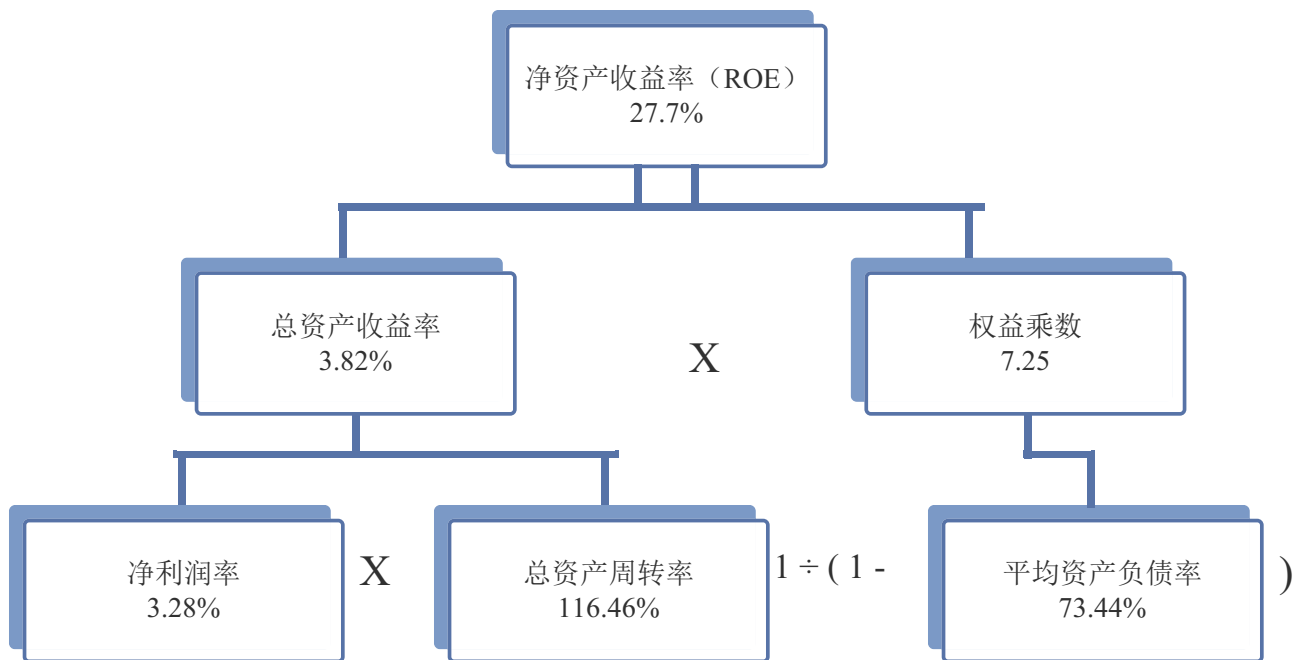 净资产收益率（ROE）
27.7%
总资产收益率
3.82%
X
权益乘数
7.25
净利润率
3.28%
X
总资产周转率
116.46%
1 ÷ ( 1 -
平均资产负债率
73.44%
)